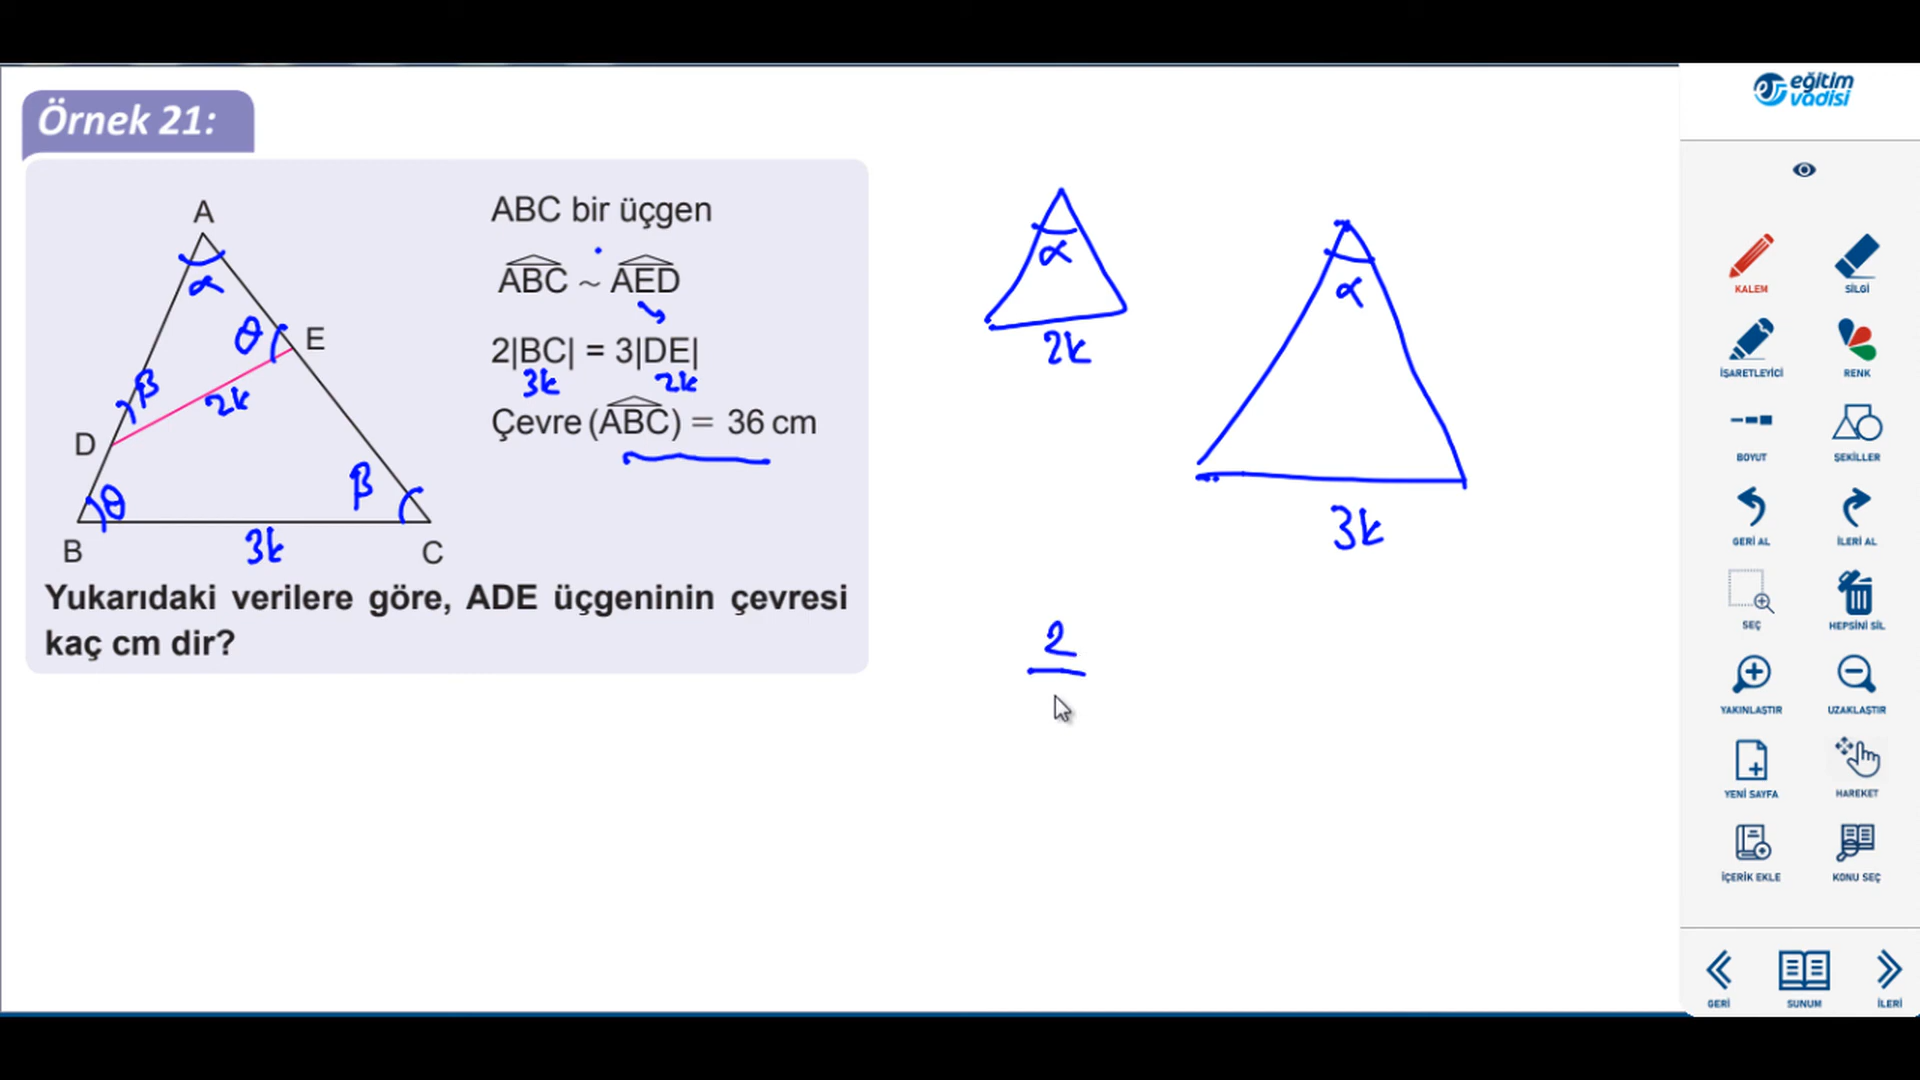 Örnek 21:
A
α
θ
E
β
2k
D
θ
β
B
3k
C
ABC bir üçgen
ABC ~ AED
2|BC| = 3|DE|
3k 2k
Çevre (ABC) = 36 cm
Yukarıdaki verilere göre, ADE üçgeninin çevresi
kaç cm dir?
α
2k
α
3k
2
eğitim
vadisi
KALEM
SİLGİ
İŞARETLEYİCİ
RENK
BOYUT
ŞEKİLLER
GERİ AL
İLERİ AL
SEÇ
HEPSİNİ SİL
YAKINLAŞTIR
UZAKLAŞTIR
YENİ SAYFA
HAREKET
İÇERİK EKLE
KONU SEÇ
GERİ
SUNUM
İLERİ